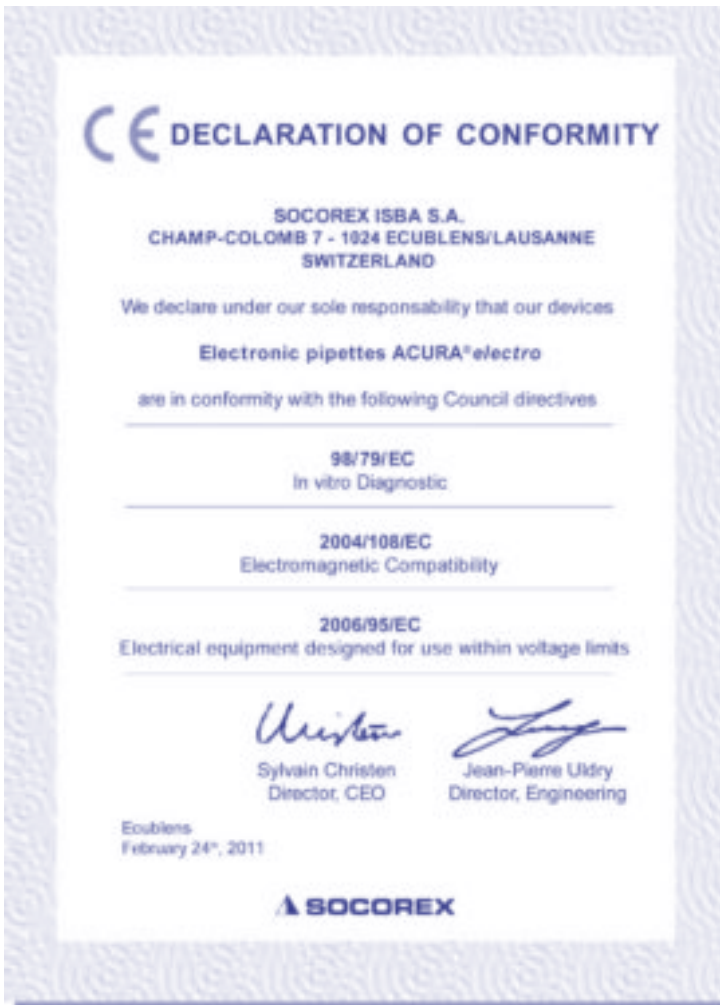 CE DECLARATION OF CONFORMITY
SOCOREX ISBA S.A.
CHAMP-COLOMB 7 - 1024 ECUBLENS/LAUSANNE
SWITZERLAND
We declare under our sole responsability that our devices
Electronic pipettes ACURA® electro
are in conformity with the following Council directives
98/79/EC
In vitro Diagnostic
2004/108/EC
Electromagnetic Compatibility
2006/95/EC
Electrical equipment designed for use within voltage limits
Sylvain Christen Jean-Pierre Uldry
Director, CEO Director, Engineering
Ecublens
February 24th, 2011
SOCOREX